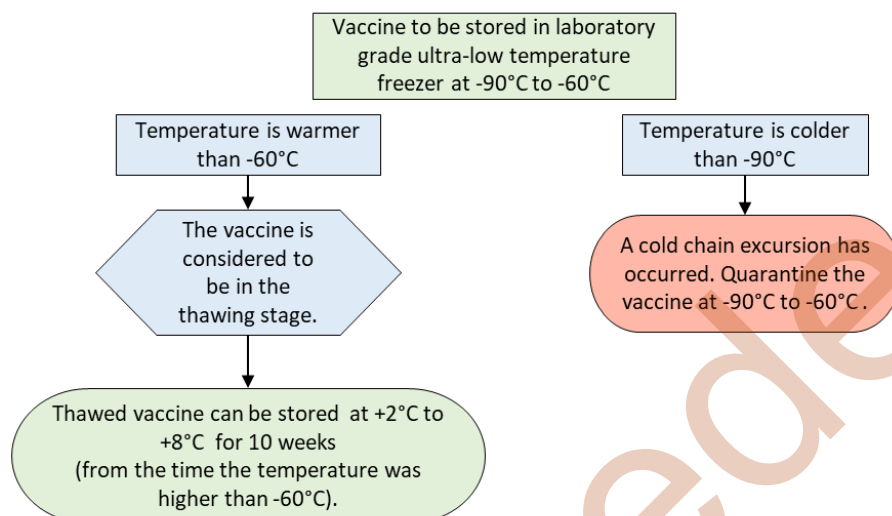 Vaccine to be stored in laboratory
grade ultra-low temperature
freezer at -90°C to -60°C
Temperature is warmer
than -60°C
Temperature is colder
than -90°C
The vaccine is
considered to
be in the
thawing stage.
A cold chain excursion has
occurred. Quarantine the
vaccine at -90°C to -60°C .
Thawed vaccine can be stored at +2°C to
+8°C for 10 weeks
(from the time the temperature was
higher than -60°C).
ede